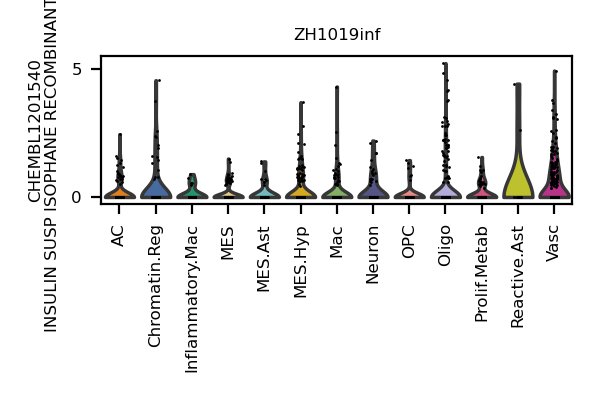 ZH1019inf
CHEMBL1201540
INSULIN SUSP ISOPHANE RECOMBINANT
5
0
AC
Chromatin.Reg
Inflammatory.Mac
MES
MES.Ast
MES.Hyp
Mac
Neuron
OPC
Oligo
Prolif.Metab
Reactive.Ast
Vasc